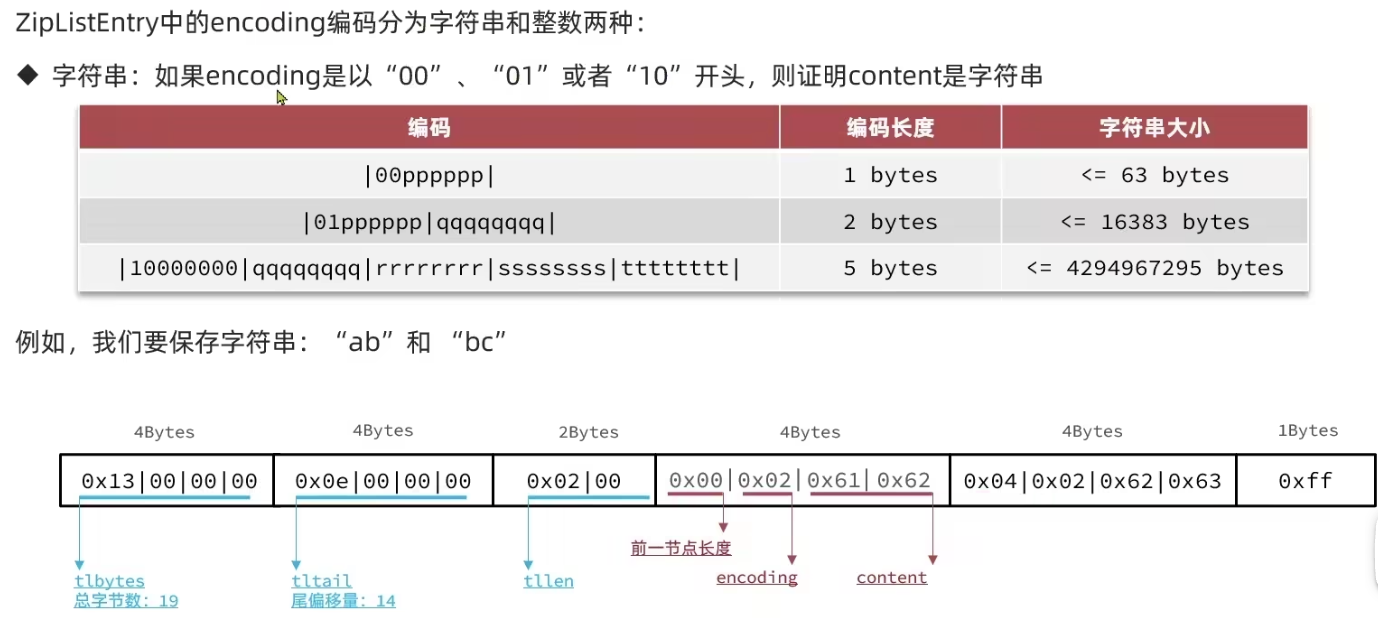 ZipListEntry中的encoding编码分为字符串和整数两种：
◆ 字符串：如果encoding是以“00”、“01”或者“10”开头，则证明content是字符串
编码 编码长度 字符串大小
|00pppppp| 1 bytes <= 63 bytes
|01pppppp|qqqqqqqq| 2 bytes <= 16383 bytes
|10000000|qqqqqqqq|rrrrrrrr|ssssssss|tttttttt| 5 bytes <= 4294967295 bytes
例如，我们要保存字符串：“ab”和 “bc”
4Bytes 4Bytes 2Bytes 4Bytes 4Bytes 1Bytes
0x13|00|00|00 0x0e|00|00|00 0x02|00 0x00|0x02|0x61|0x62 0x04|0x02|0x62|0x63 0xff
前一节点长度
tlbytes tltail tllen encoding content
总字节数：19 尾偏移量：14